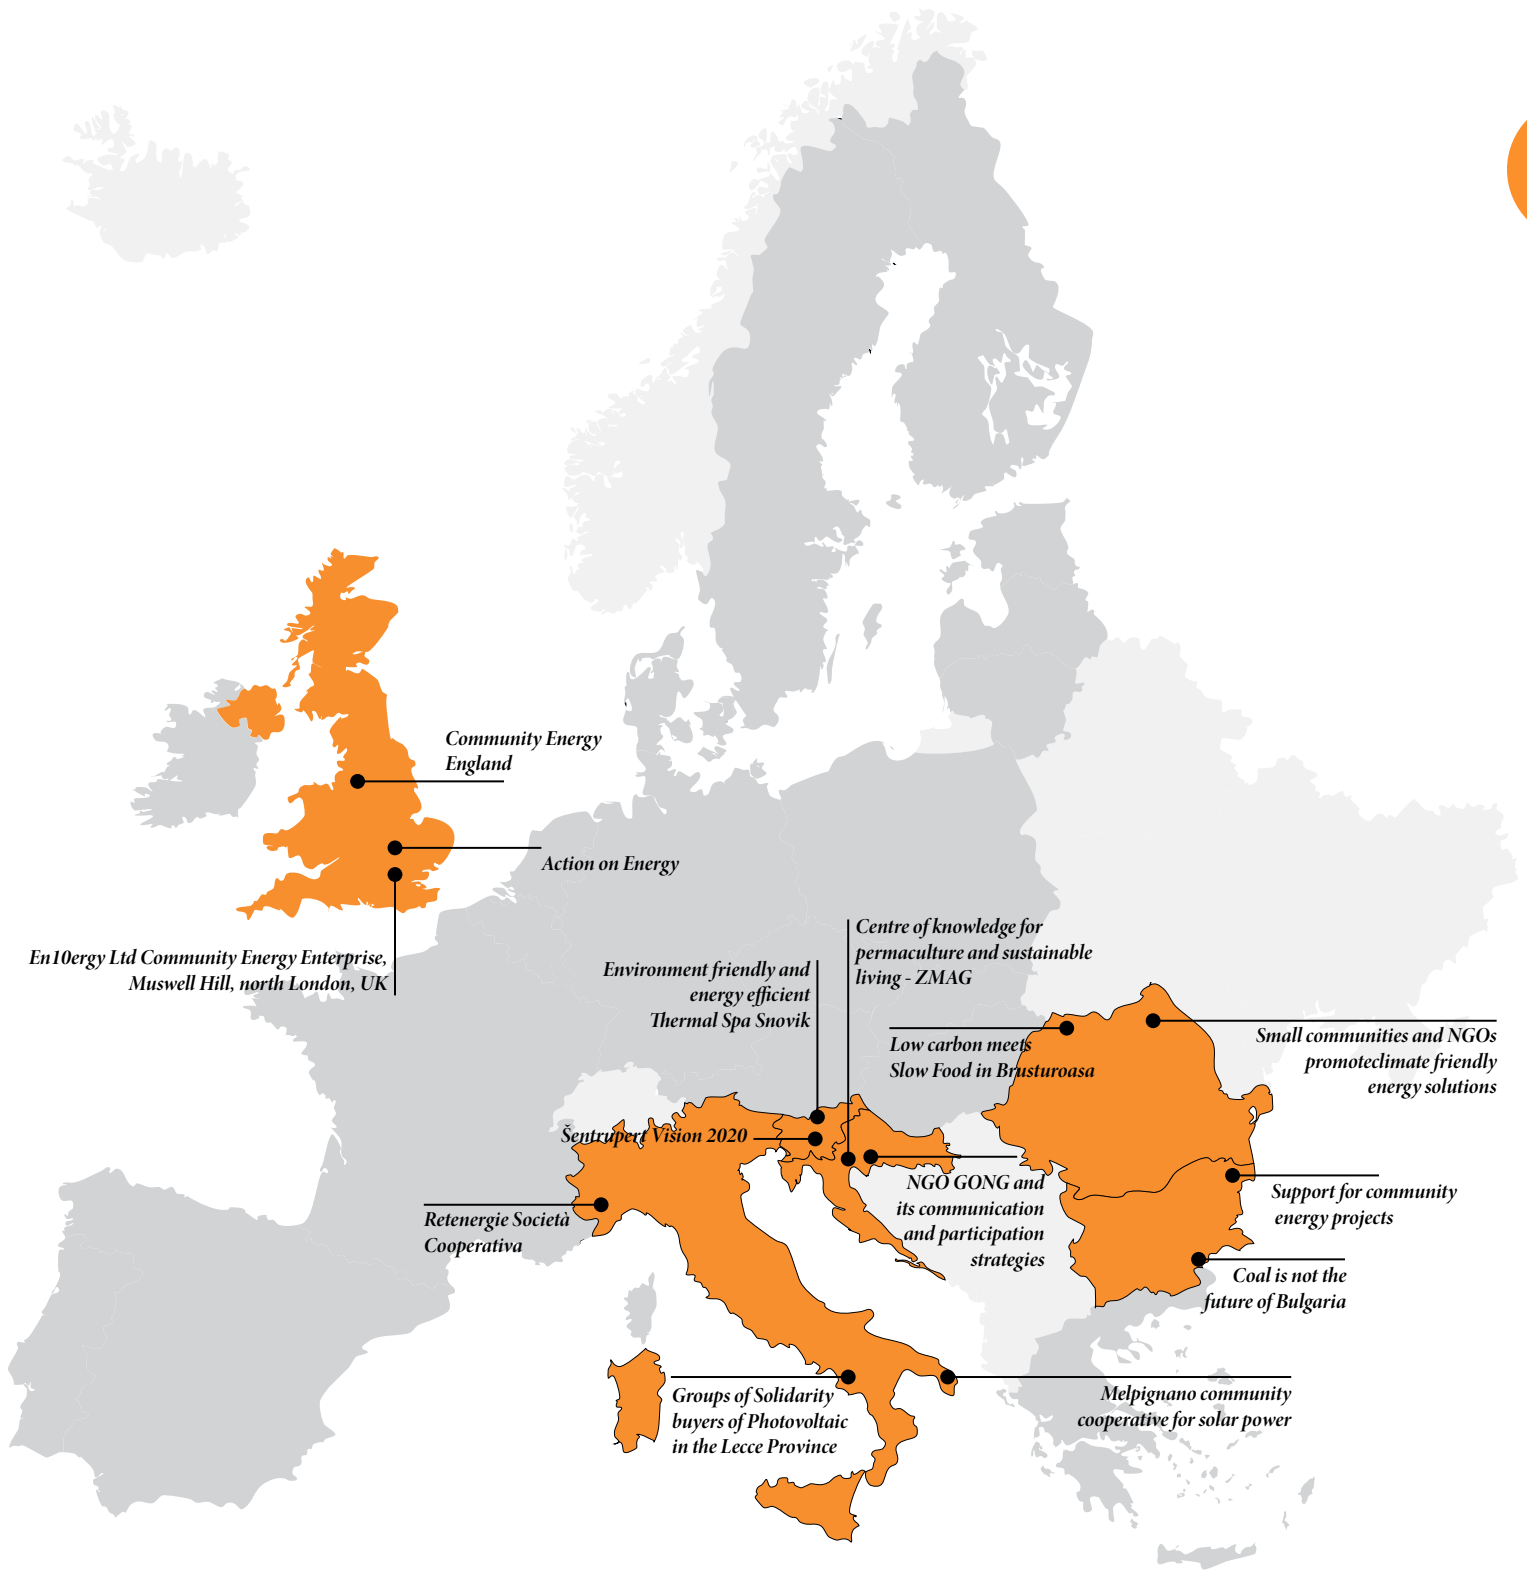 Community Energy
England
Action on Energy
En10ergy Ltd Community Energy Enterprise,
Muswell Hill, north London, UK
Centre of knowledge for
permaculture and sustainable
living - ZMAG
Environment friendly and
energy efficient
Thermal Spa Snovik
Low carbon meets
Slow Food in Brusturoasa
Small communities and NGOs
promoteclimate friendly
energy solutions
Šentrupert Vision 2020
NGO GONG and
its communication
and participation
strategies
Support for community
energy projects
Retenergie Società
Cooperativa
Coal is not the
future of Bulgaria
Groups of Solidarity
buyers of Photovoltaic
in the Lecce Province
Melpignano community
cooperative for solar power